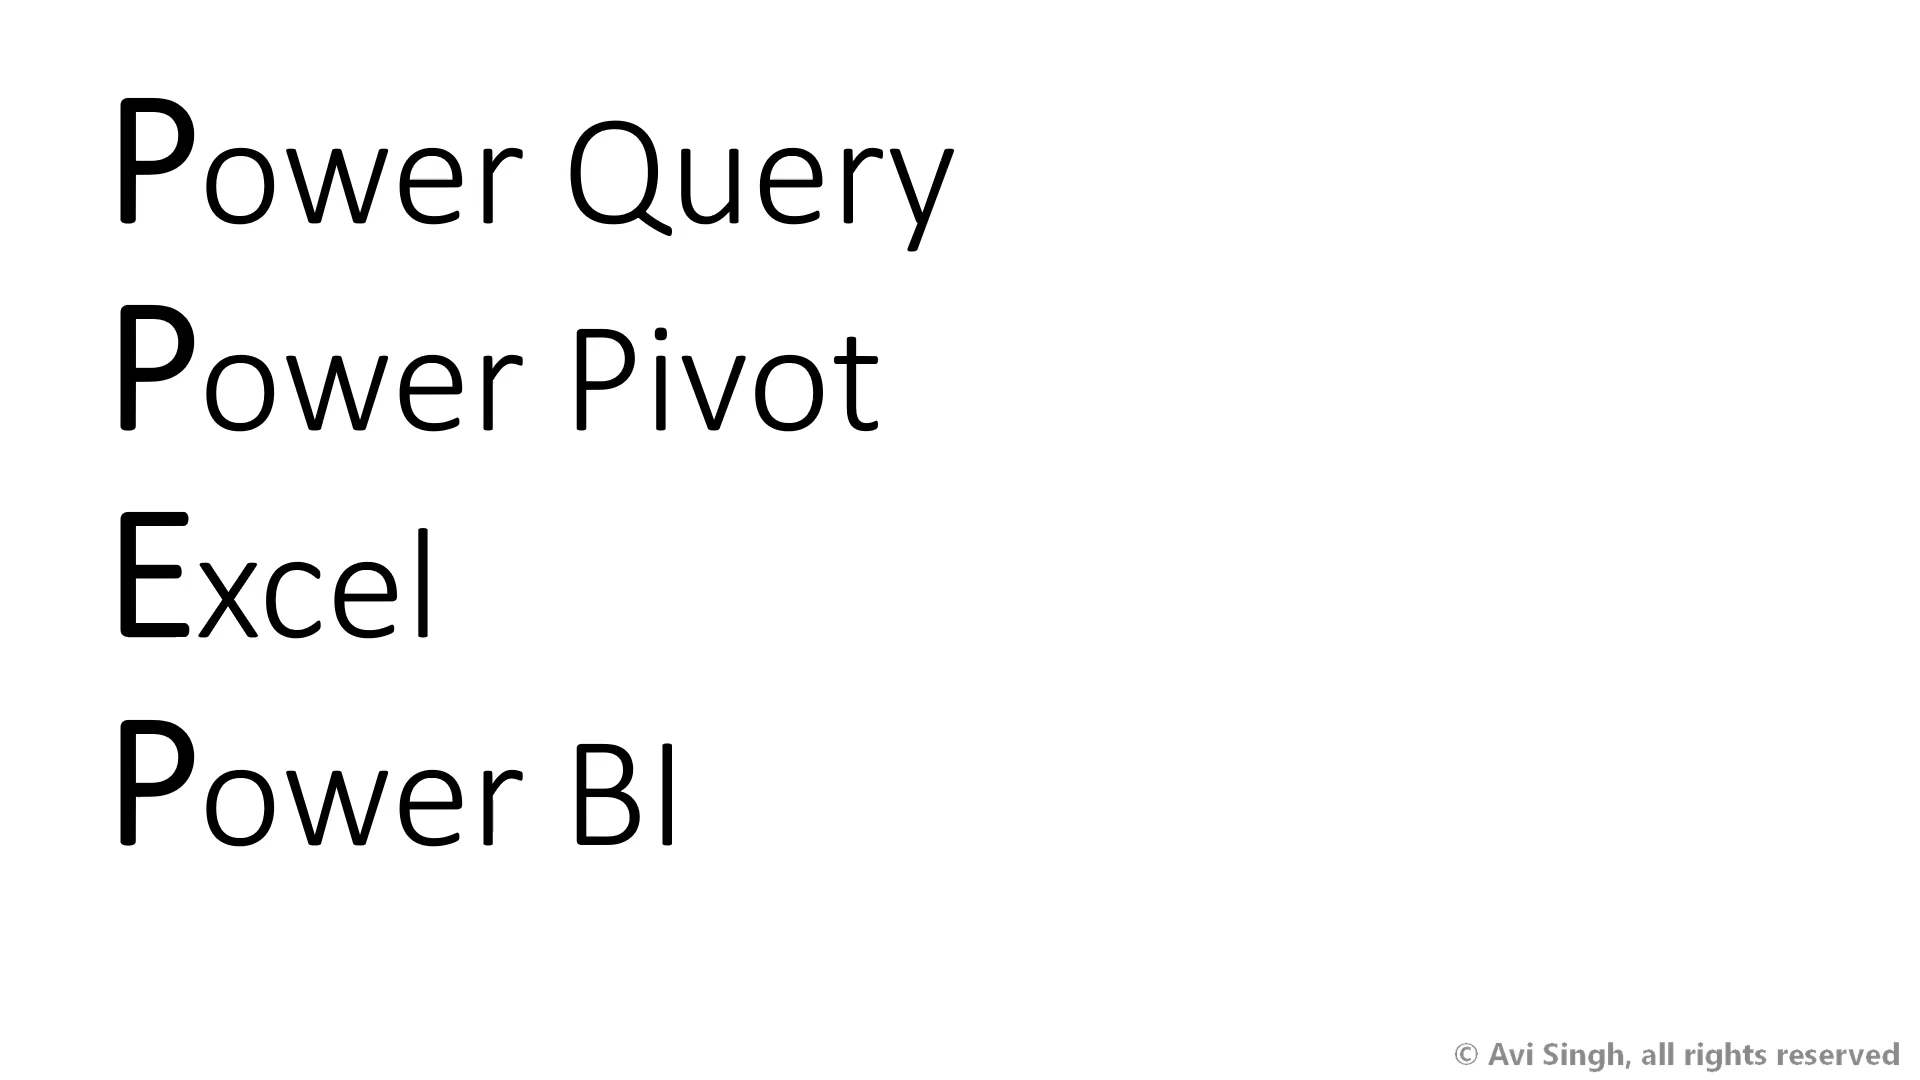 Power Query
Power Pivot
Excel
Power BI
© Avi Singh, all rights reserved